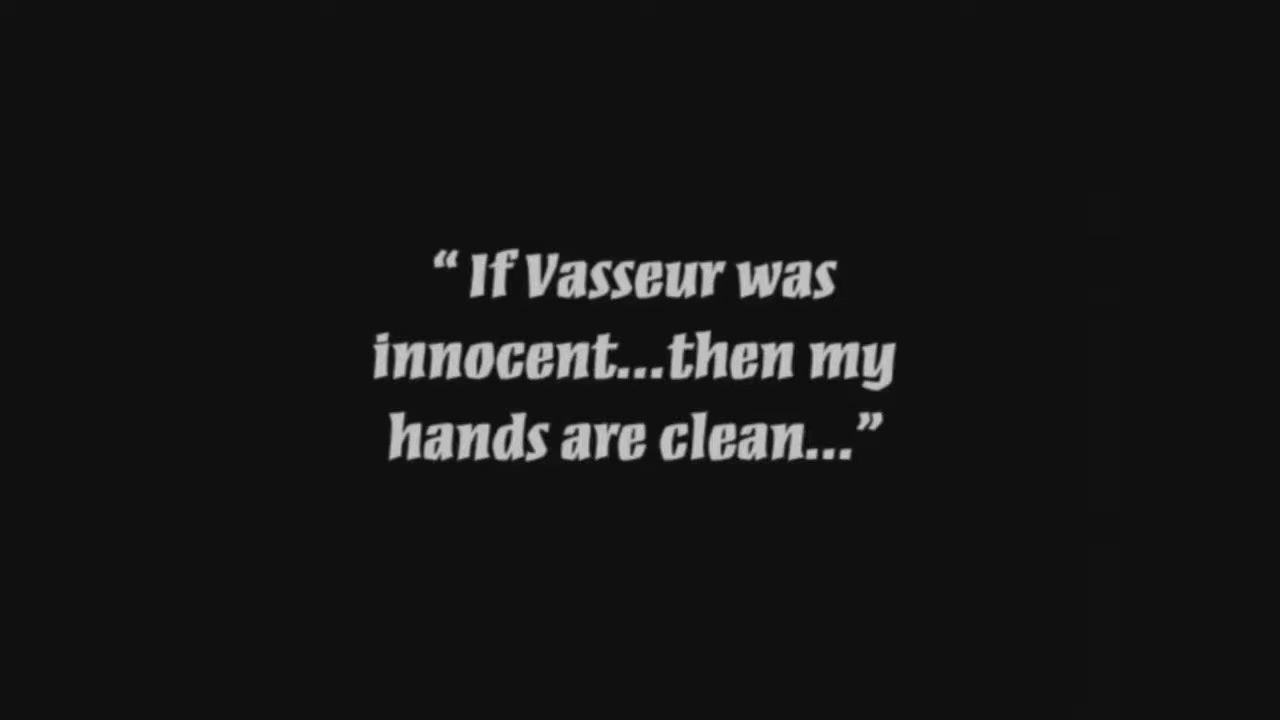 “ If Vasseur was
innocent...then my
hands are clean...”